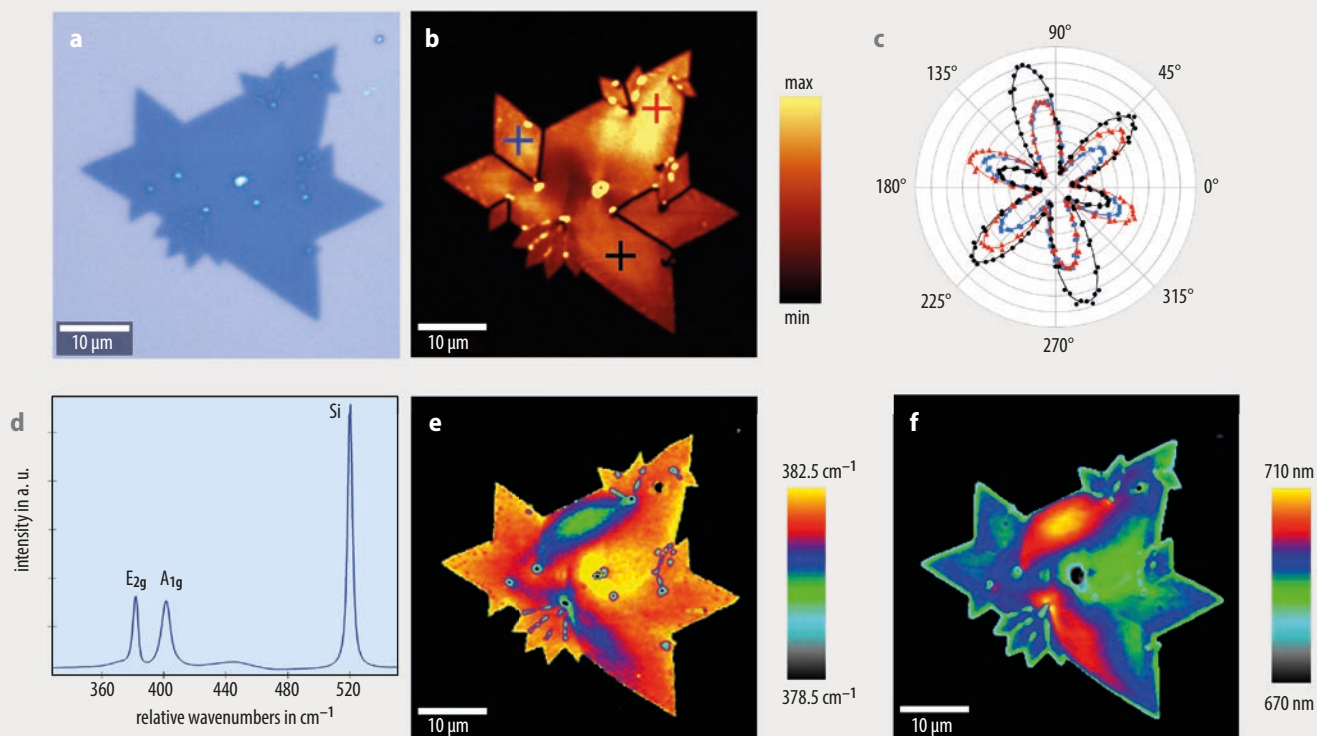 a
10 µm
b
10 µm
max
min
c
90°
135°
45°
180°
0°
225°
315°
270°
d
intensity in a. u.
E2g
A1g
Si
360
400
440
480
520
relative wavenumbers in cm⁻¹
e
10 µm
382.5 cm⁻¹
378.5 cm⁻¹
f
10 µm
710 nm
670 nm